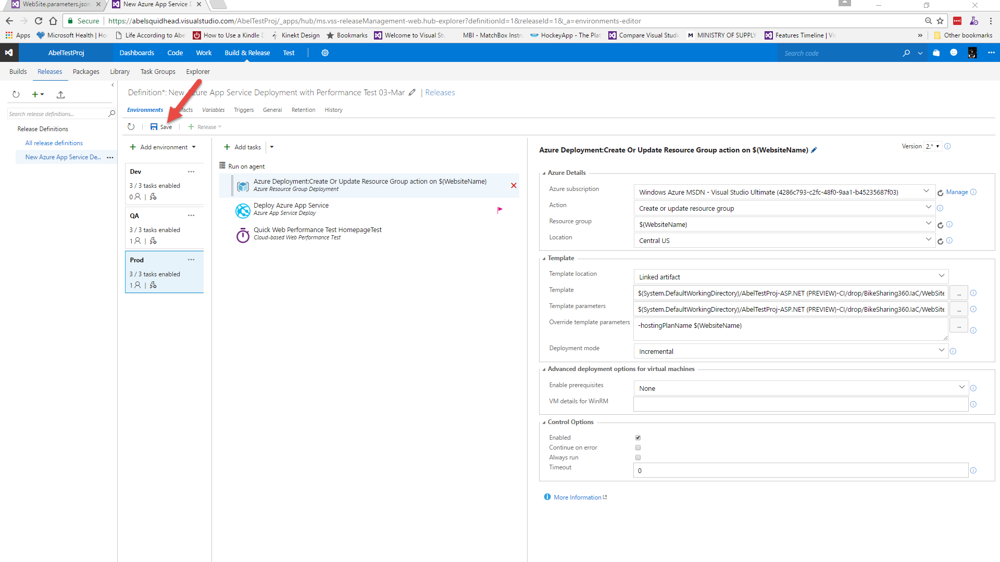 WebSite.parameters.json
New Azure App Service D
Secure
https://abelsquidhead.visualstudio.com/AbelTestProj/_apps/hub/ms.vss-releaseManagement-web.hub-explorer?definitionId=1&releaseId=1&_a=environments-editor
Apps
Microsoft Health | Ho
Life According to Abe
How to Use a Kindle D
Kinekt Design
Bookmarks
Welcome to Visual Stu
MBI - MatchBox Instru
HockeyApp - The Plat
Compare Visual Studi
M MINISTRY OF SUPPLY
Features Timeline | Vis
»
Other bookmarks
AbelTestProj
Dashboards
Code
Work
Build & Release
Test
Search code
Builds
Releases
Packages
Library
Task Groups
Explorer
Definition*: New Azure App Service Deployment with Performance Test 03-Mar
| Releases
Search release definitions...
Release Definitions
All release definitions
New Azure App Service De...
Environments
facts
Variables
Triggers
General
Retention
History
Save
Release
Add environment
Dev
3 / 3 tasks enabled
0
QA
3 / 3 tasks enabled
1
Prod
3 / 3 tasks enabled
1
Add tasks
Run on agent
Azure Deployment:Create Or Update Resource Group action on $(WebsiteName)
Azure Resource Group Deployment
Deploy Azure App Service
Azure App Service Deploy
Quick Web Performance Test HomepageTest
Cloud-based Web Performance Test
Azure Deployment:Create Or Update Resource Group action on $(WebsiteName)
Version 2.*
Azure Details
Azure subscription
Windows Azure MSDN - Visual Studio Ultimate (4286c793-c2fc-48f0-9aa1-b45235687f03)
Manage
Action
Create or update resource group
Resource group
$(WebsiteName)
Location
Central US
Template
Template location
Linked artifact
Template
$(System.DefaultWorkingDirectory)/AbelTestProj-ASP.NET (PREVIEW)-CI/drop/BikeSharing360.IaC/WebSite
...
Template parameters
$(System.DefaultWorkingDirectory)/AbelTestProj-ASP.NET (PREVIEW)-CI/drop/BikeSharing360.IaC/WebSite
...
Override template parameters
-hostingPlanName $(WebsiteName)
...
Deployment mode
Incremental
Advanced deployment options for virtual machines
Enable prerequisites
None
VM details for WinRM
Control Options
Enabled
Continue on error
Always run
Timeout
0
More Information